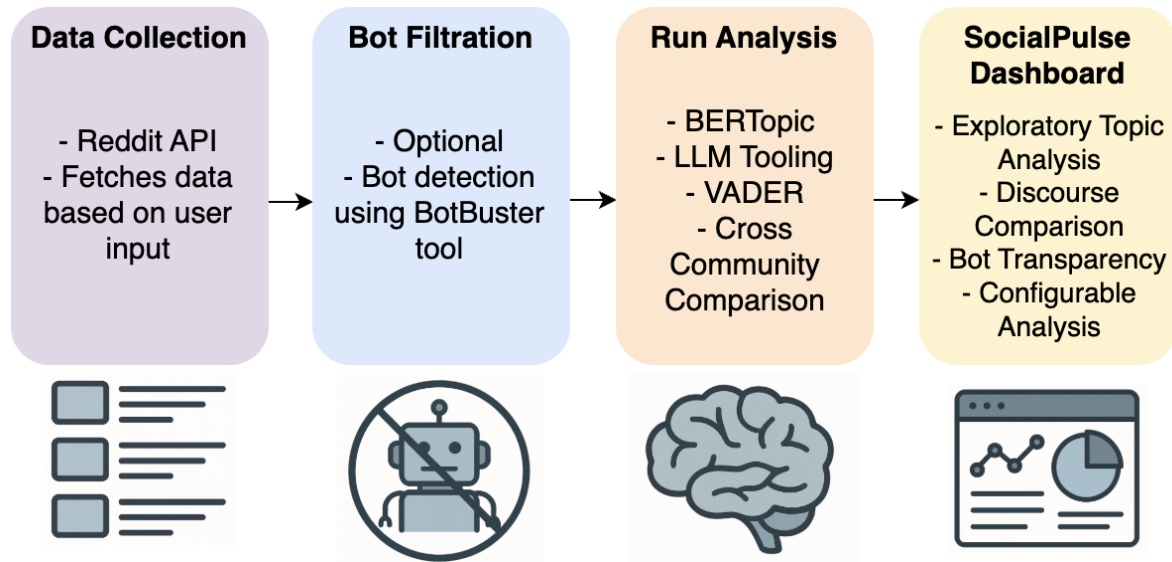 Data Collection
- Reddit API
- Fetches data
based on user
input
Bot Filtration
- Optional
- Bot detection
using BotBuster
tool
Run Analysis
- BERTopic
- LLM Tooling
- VADER
- Cross
Community
Comparison
SocialPulse
Dashboard
- Exploratory Topic
Analysis
- Discourse
Comparison
- Bot Transparency
- Configurable
Analysis